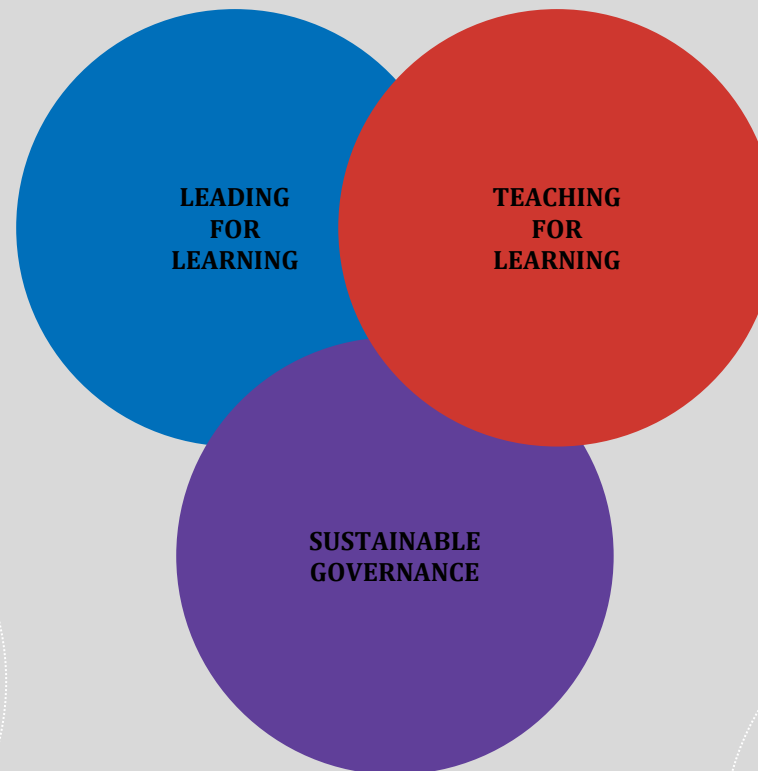 LEADING
FOR
LEARNING
TEACHING
FOR
LEARNING
SUSTAINABLE
GOVERNANCE